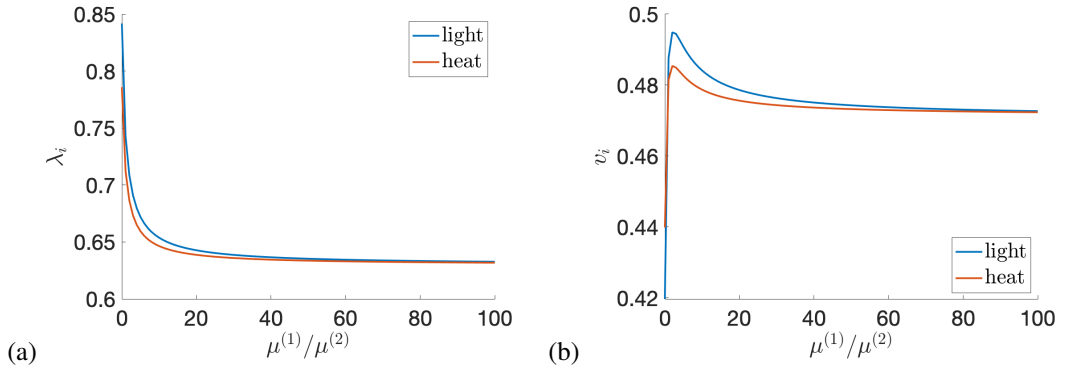 0.85
0.8
0.75
0.7
0.65
0.6
λ_i
0 20 40 60 80 100
μ^{(1)}/μ^{(2)}
light
heat
(a)
0.5
0.48
0.46
0.44
0.42
v_i
0 20 40 60 80 100
μ^{(1)}/μ^{(2)}
light
heat
(b)